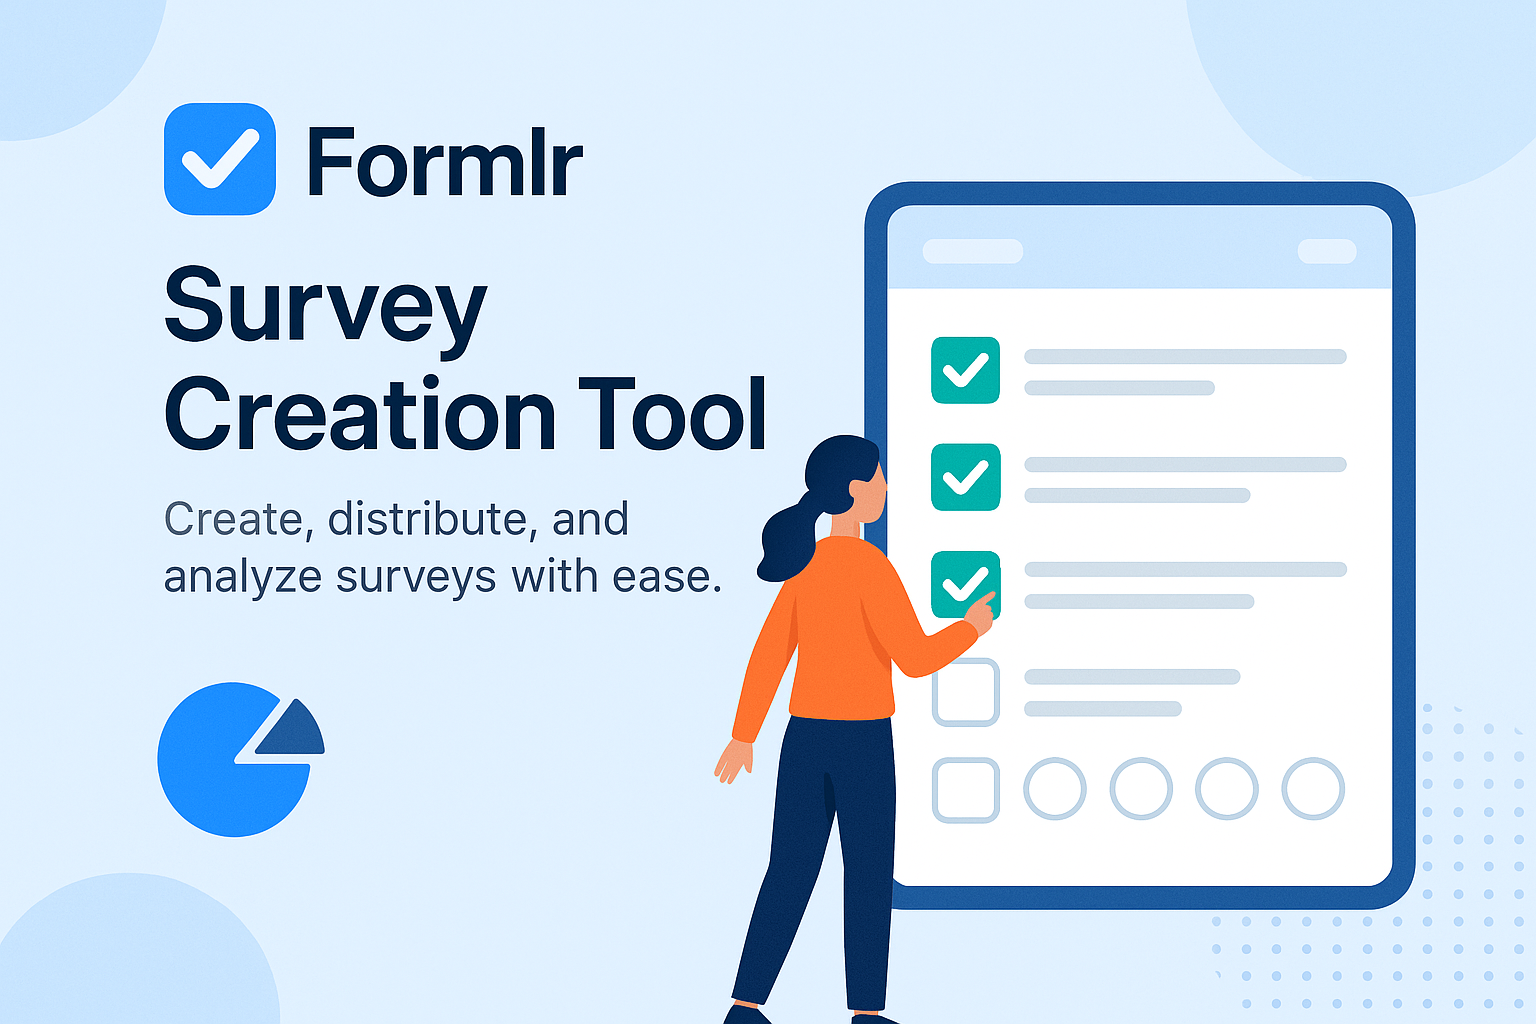 Formlr
Survey
Creation Tool
Create, distribute, and
analyze surveys with ease.